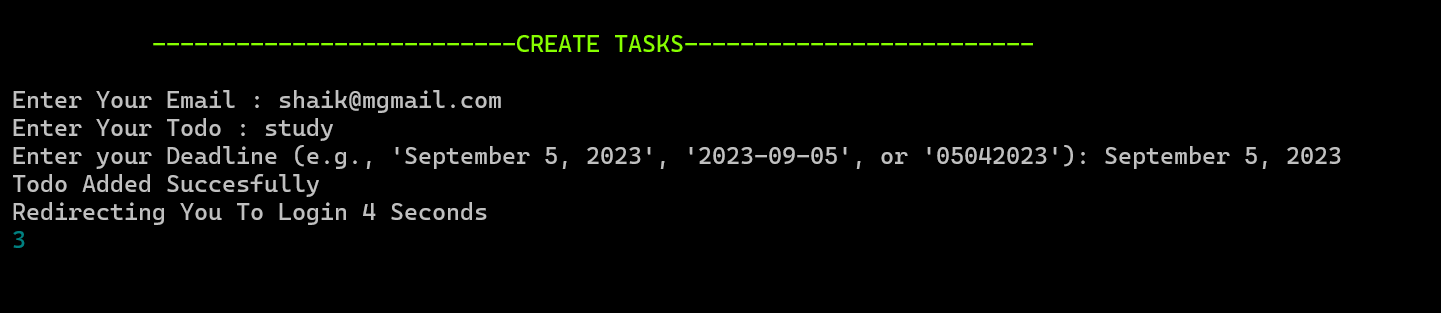 --------------------------CREATE TASKS-------------------------
Enter Your Email : shaik@mgmail.com
Enter Your Todo : study
Enter your Deadline (e.g., 'September 5, 2023', '2023-09-05', or '05042023'): September 5, 2023
Todo Added Succesfully
Redirecting You To Login 4 Seconds
3